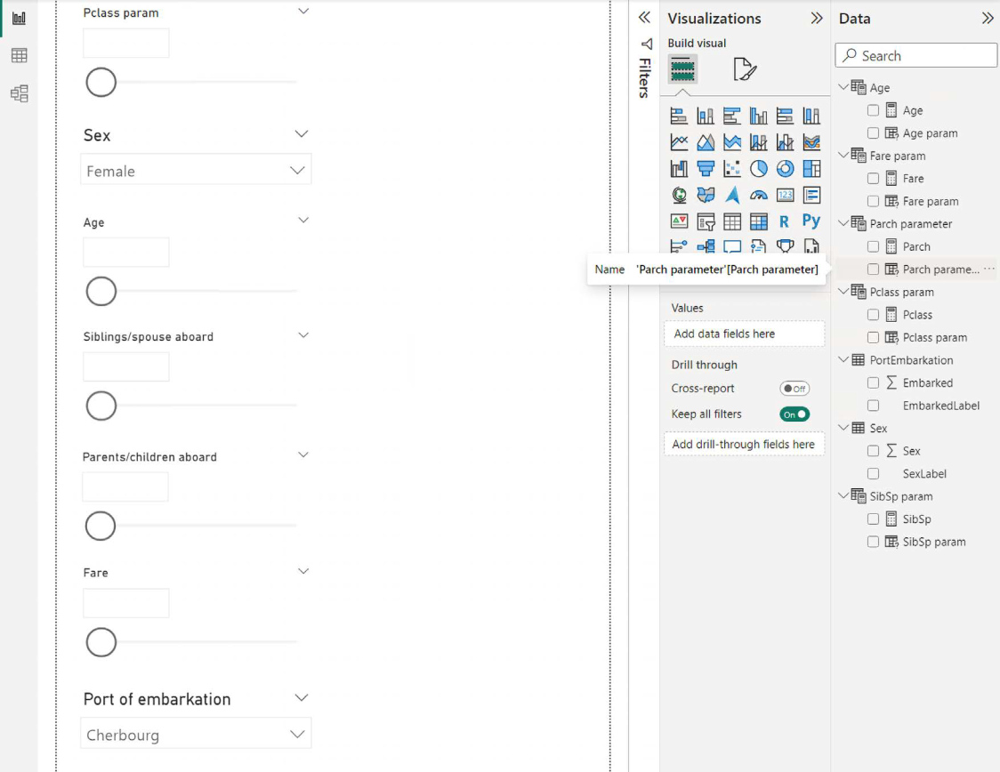 Pclass param
Sex
Female
Age
Siblings/spouse aboard
Parents/children aboard
Fare
Port of embarkation
Cherbourg
Filters
Visualizations
Build visual
123
R
Py
Name 'Parch parameter'[Parch parameter]
Values
Add data fields here
Drill through
Cross-report
Off
Keep all filters
On
Add drill-through fields here
Data
Search
Age
Age
Age param
Fare param
Fare
Fare param
Parch parameter
Parch
Parch parame... ...
Pclass param
Pclass
Pclass param
PortEmbarkation
∑ Embarked
EmbarkedLabel
Sex
∑ Sex
SexLabel
SibSp param
SibSp
SibSp param